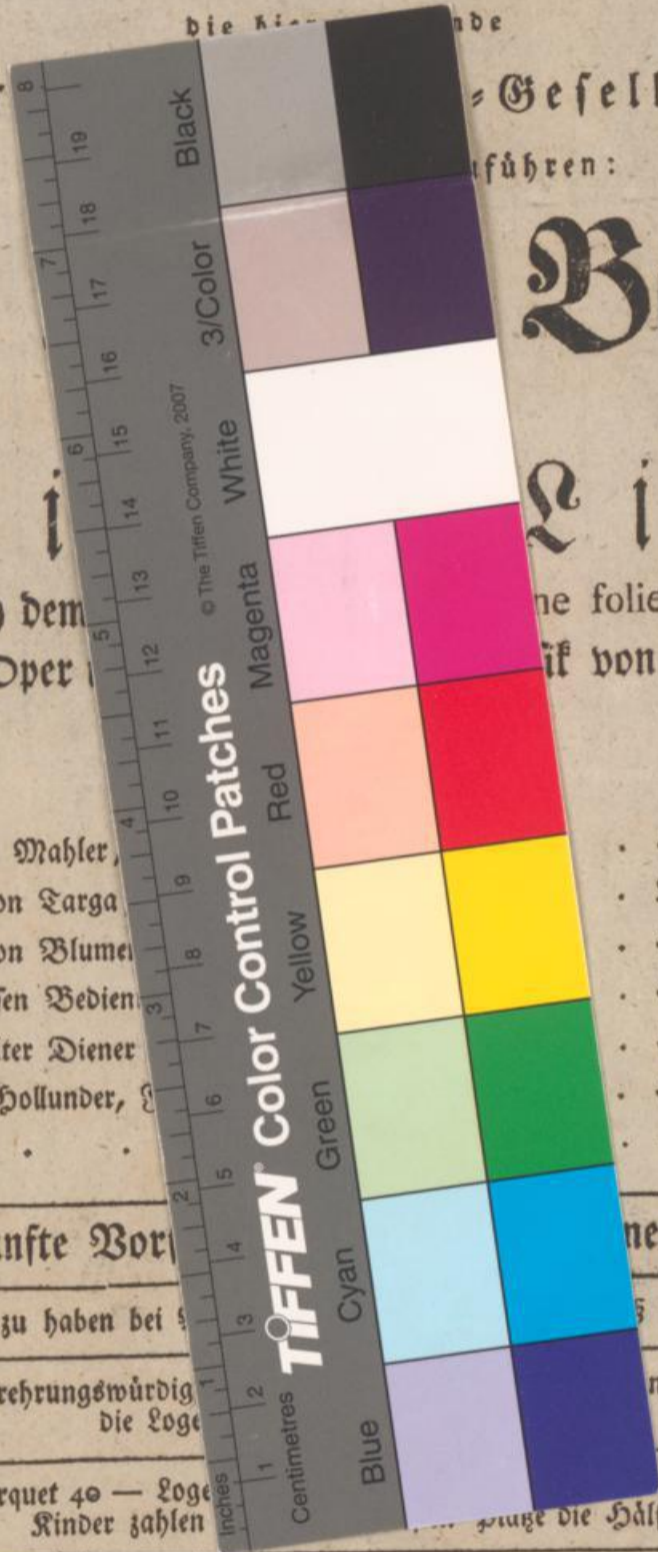 die
nde
⸗Gesell
führen:
B
i
L i
dem
ne folie
Oper
ik von
Mahler,
on Targa
on Blume
sen Bedien
ter Diener
Hollunder,
nfte Vor
ne
zu haben bei
rehrungswürdig
die Loge
rquet 40 — Loge
Kinder zahlen
Plaẞe die Häl
8
7
6
5
4
3
2
1
Inches
19
18
17
16
15
14
13
12
11
10
9
8
7
6
5
4
3
2
1
Centimetres
TIFFEN® Color Control Patches
© The Tiffen Company, 2007
Black
3/Color
White
Magenta
Red
Yellow
Green
Cyan
Blue